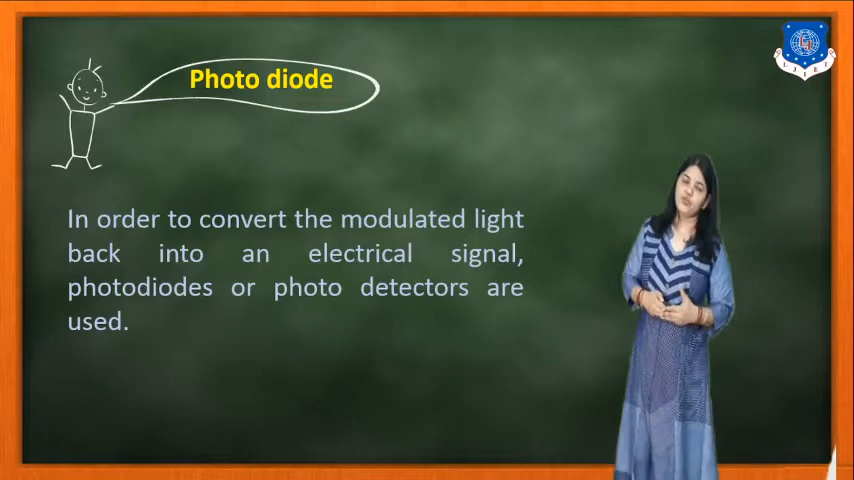 Photo diode
In order to convert the modulated light
back into an electrical signal,
photodiodes or photo detectors are
used.